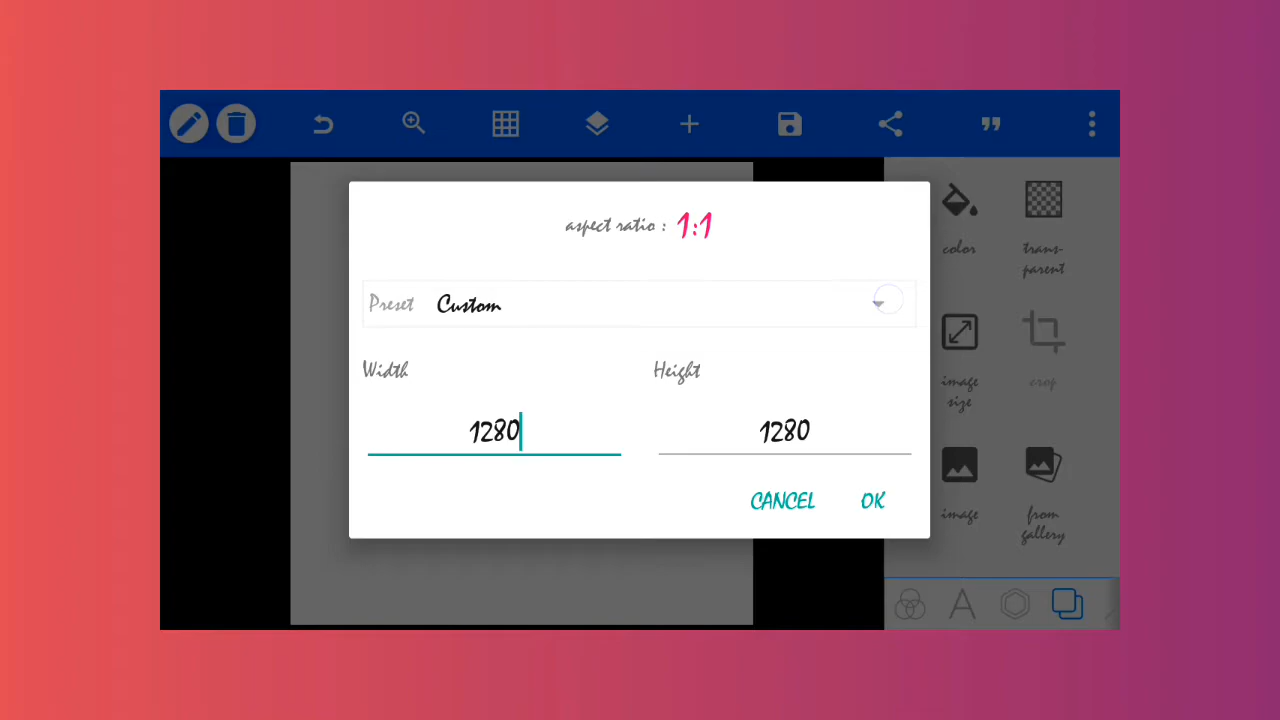 aspect ratio : 1:1
Preset Custom
Width Height
1280 1280
CANCEL OK
color
trans-
parent
image
size
crop
image
from
gallery